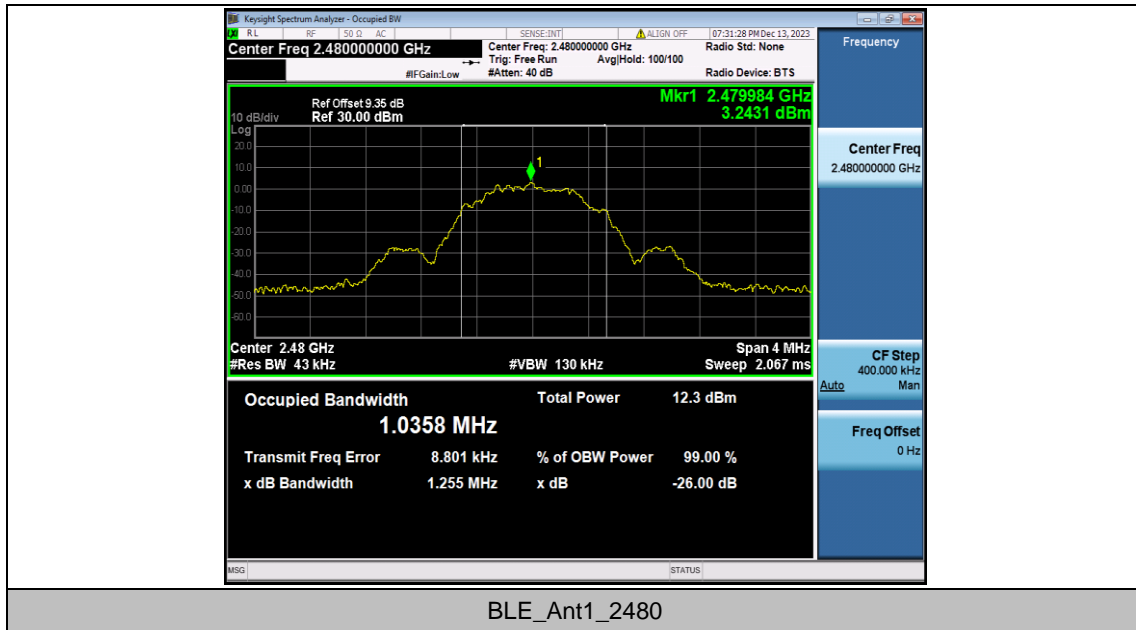 Keysight Spectrum Analyzer - Occupied BW
RL RF 50 Ω AC SENSE:INT ALIGN OFF 07:31:28 PM Dec 13, 2023
Center Freq 2.480000000 GHz Center Freq: 2.480000000 GHz Radio Std: None
Trig: Free Run Avg|Hold: 100/100
#IFGain:Low #Atten: 40 dB Radio Device: BTS
Frequency
Mkr1 2.479984 GHz
3.2431 dBm
Ref Offset 9.35 dB
10 dB/div Ref 30.00 dBm
Log
20.0
10.0
0.00
-10.0
-20.0
-30.0
-40.0
-50.0
-60.0
1
Center 2.48 GHz Span 4 MHz
#Res BW 43 kHz #VBW 130 kHz Sweep 2.067 ms
Occupied Bandwidth Total Power 12.3 dBm
1.0358 MHz
Transmit Freq Error 8.801 kHz % of OBW Power 99.00 %
x dB Bandwidth 1.255 MHz x dB -26.00 dB
Center Freq
2.480000000 GHz
CF Step
400.000 kHz
Auto Man
Freq Offset
0 Hz
MSG STATUS
BLE_Ant1_2480